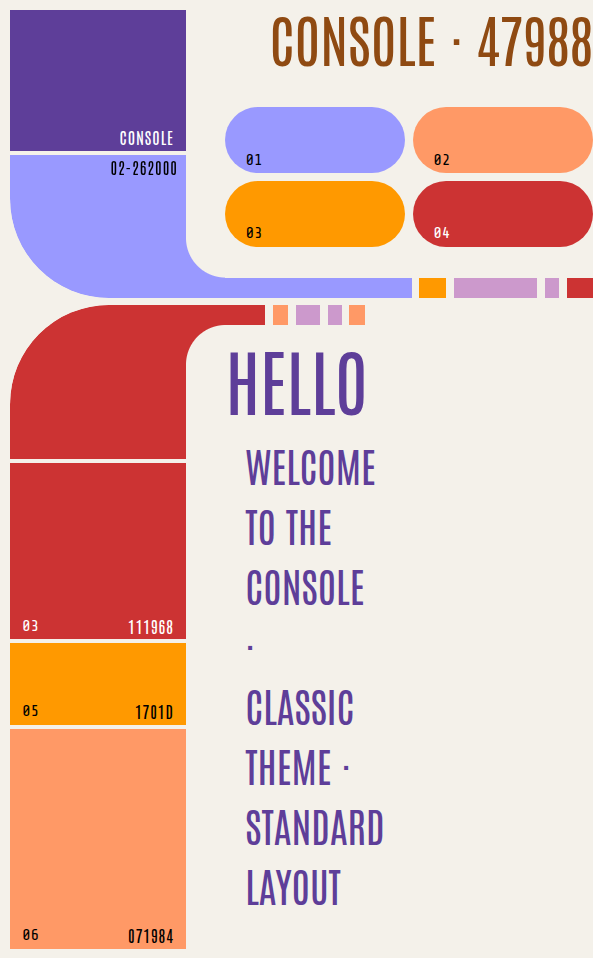 CONSOLE · 47988
CONSOLE
02-262000
01
02
03
04
HELLO
WELCOME
TO THE
CONSOLE
·
CLASSIC
THEME ·
STANDARD
LAYOUT
03 111968
05 1701D
06 071984